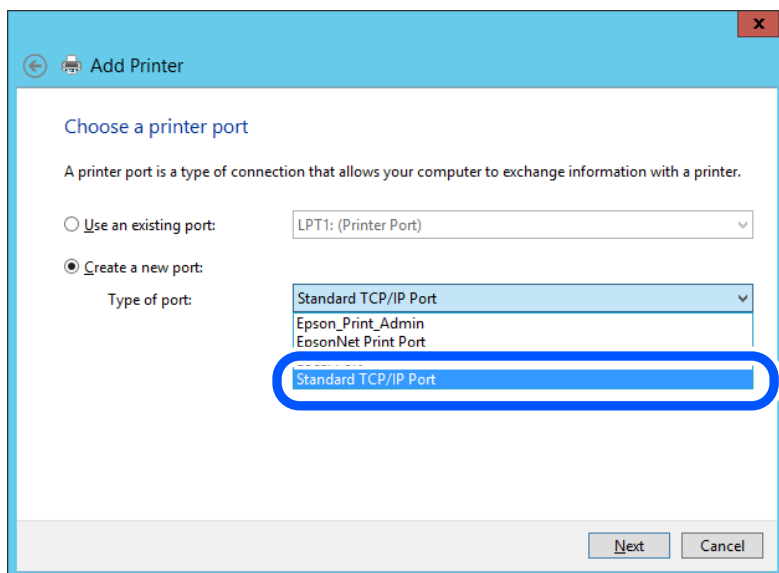 x
Add Printer
Choose a printer port
A printer port is a type of connection that allows your computer to exchange information with a printer.
Use an existing port: LPT1: (Printer Port)
Create a new port:
Type of port: Standard TCP/IP Port
Epson_Print_Admin
EpsonNet Print Port
Standard TCP/IP Port
Next Cancel